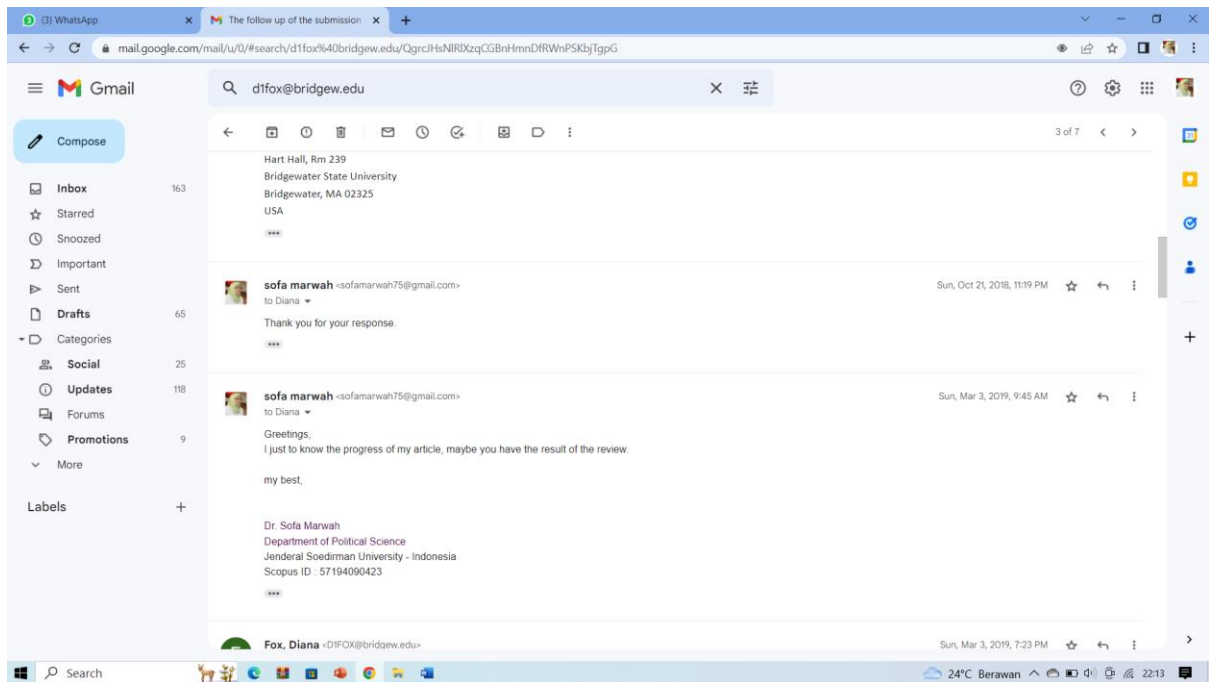 (3) WhatsApp
The follow up of the submission
mail.google.com/mail/u/0/#search/d1fox%40bridgew.edu/QgrcJHsNlRlXzqCGBnHmnDfRWnPSKbjTgpG
Gmail
d1fox@bridgew.edu
Compose
3 of 7
Inbox 163
Starred
Snoozed
Important
Sent
Drafts 65
Categories
Social 25
Updates 118
Forums
Promotions 9
More
Labels
Hart Hall, Rm 239
Bridgewater State University
Bridgewater, MA 02325
USA
sofa marwah <sofamarwah75@gmail.com> Sun, Oct 21, 2018, 11:19 PM
to Diana
Thank you for your response.
sofa marwah <sofamarwah75@gmail.com> Sun, Mar 3, 2019, 9:45 AM
to Diana
Greetings,
I just to know the progress of my article, maybe you have the result of the review.
my best,
Dr. Sofa Marwah
Department of Political Science
Jenderal Soedirman University - Indonesia
Scopus ID : 57194090423
Fox, Diana <D1FOX@bridgew.edu> Sun, Mar 3, 2019, 7:23 PM
Search
24°C Berawan 22:13